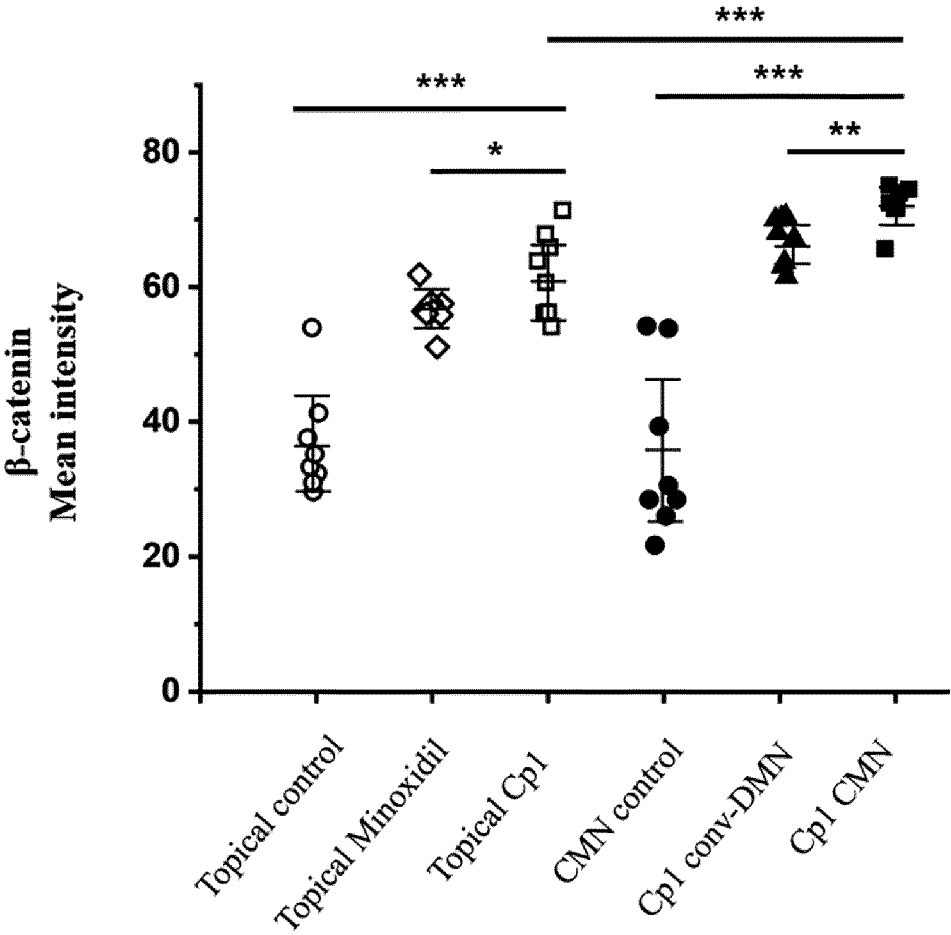 ***
***
***
**
*
80
60
40
20
0
β-catenin
Mean intensity
Topical control
Topical Minoxidil
Topical Cp1
CMN control
Cp1 conv-DMN
Cp1 CMN